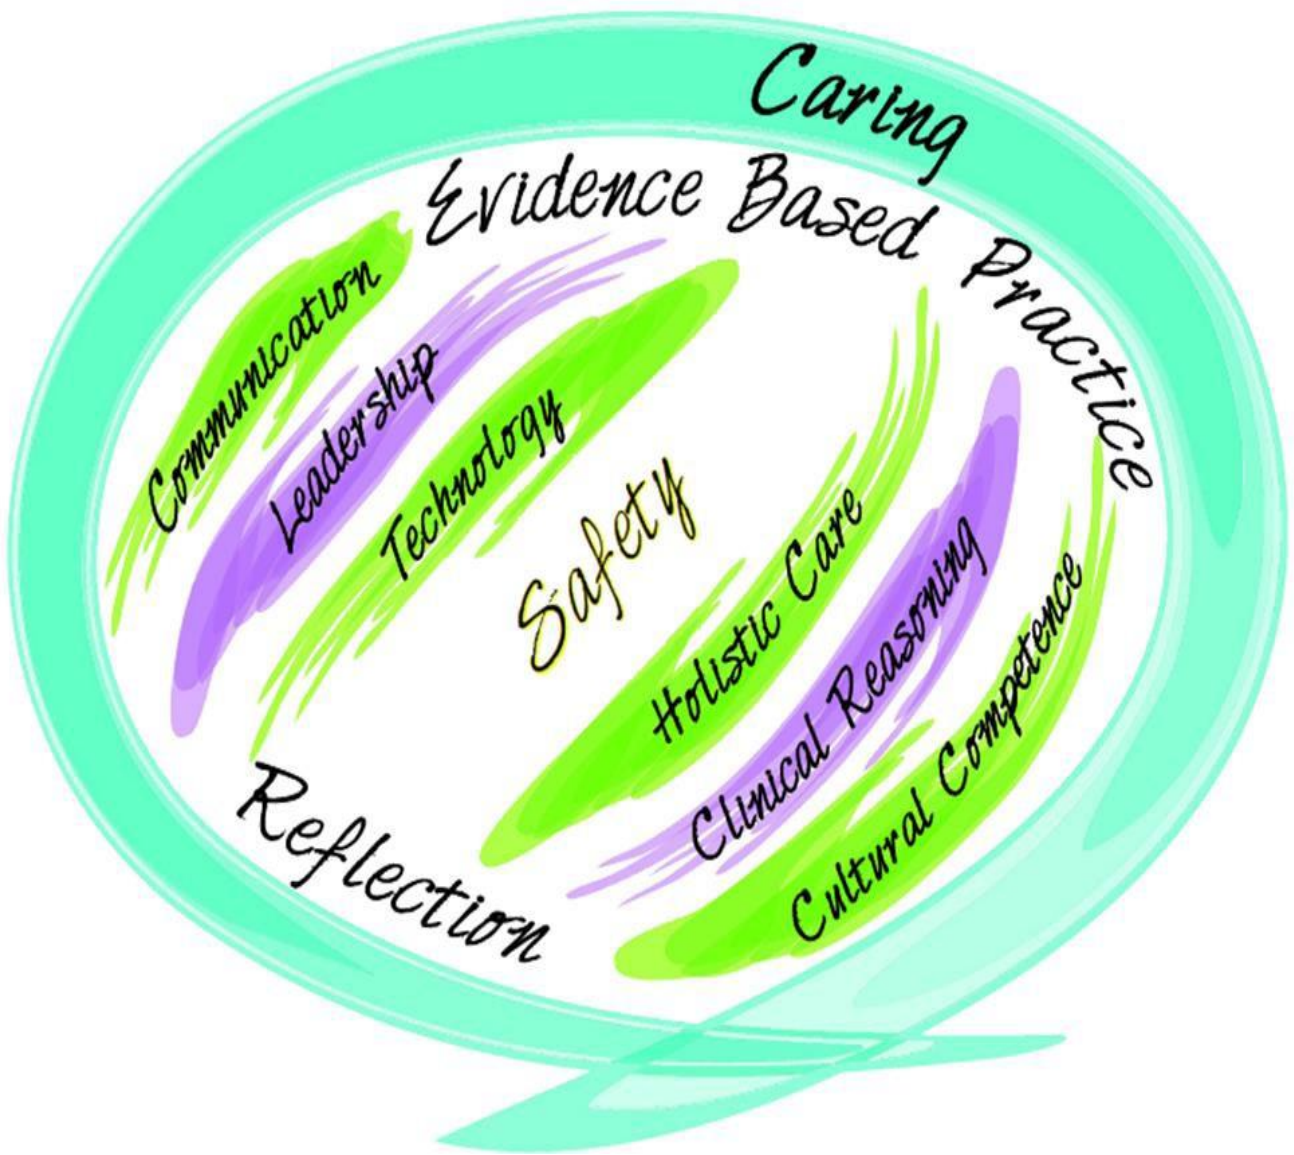 Caring
Evidence Based Practice
Communication
Leadership
Technology
Safety
Holistic Care
Clinical Reasoning
Cultural Competence
Reflection